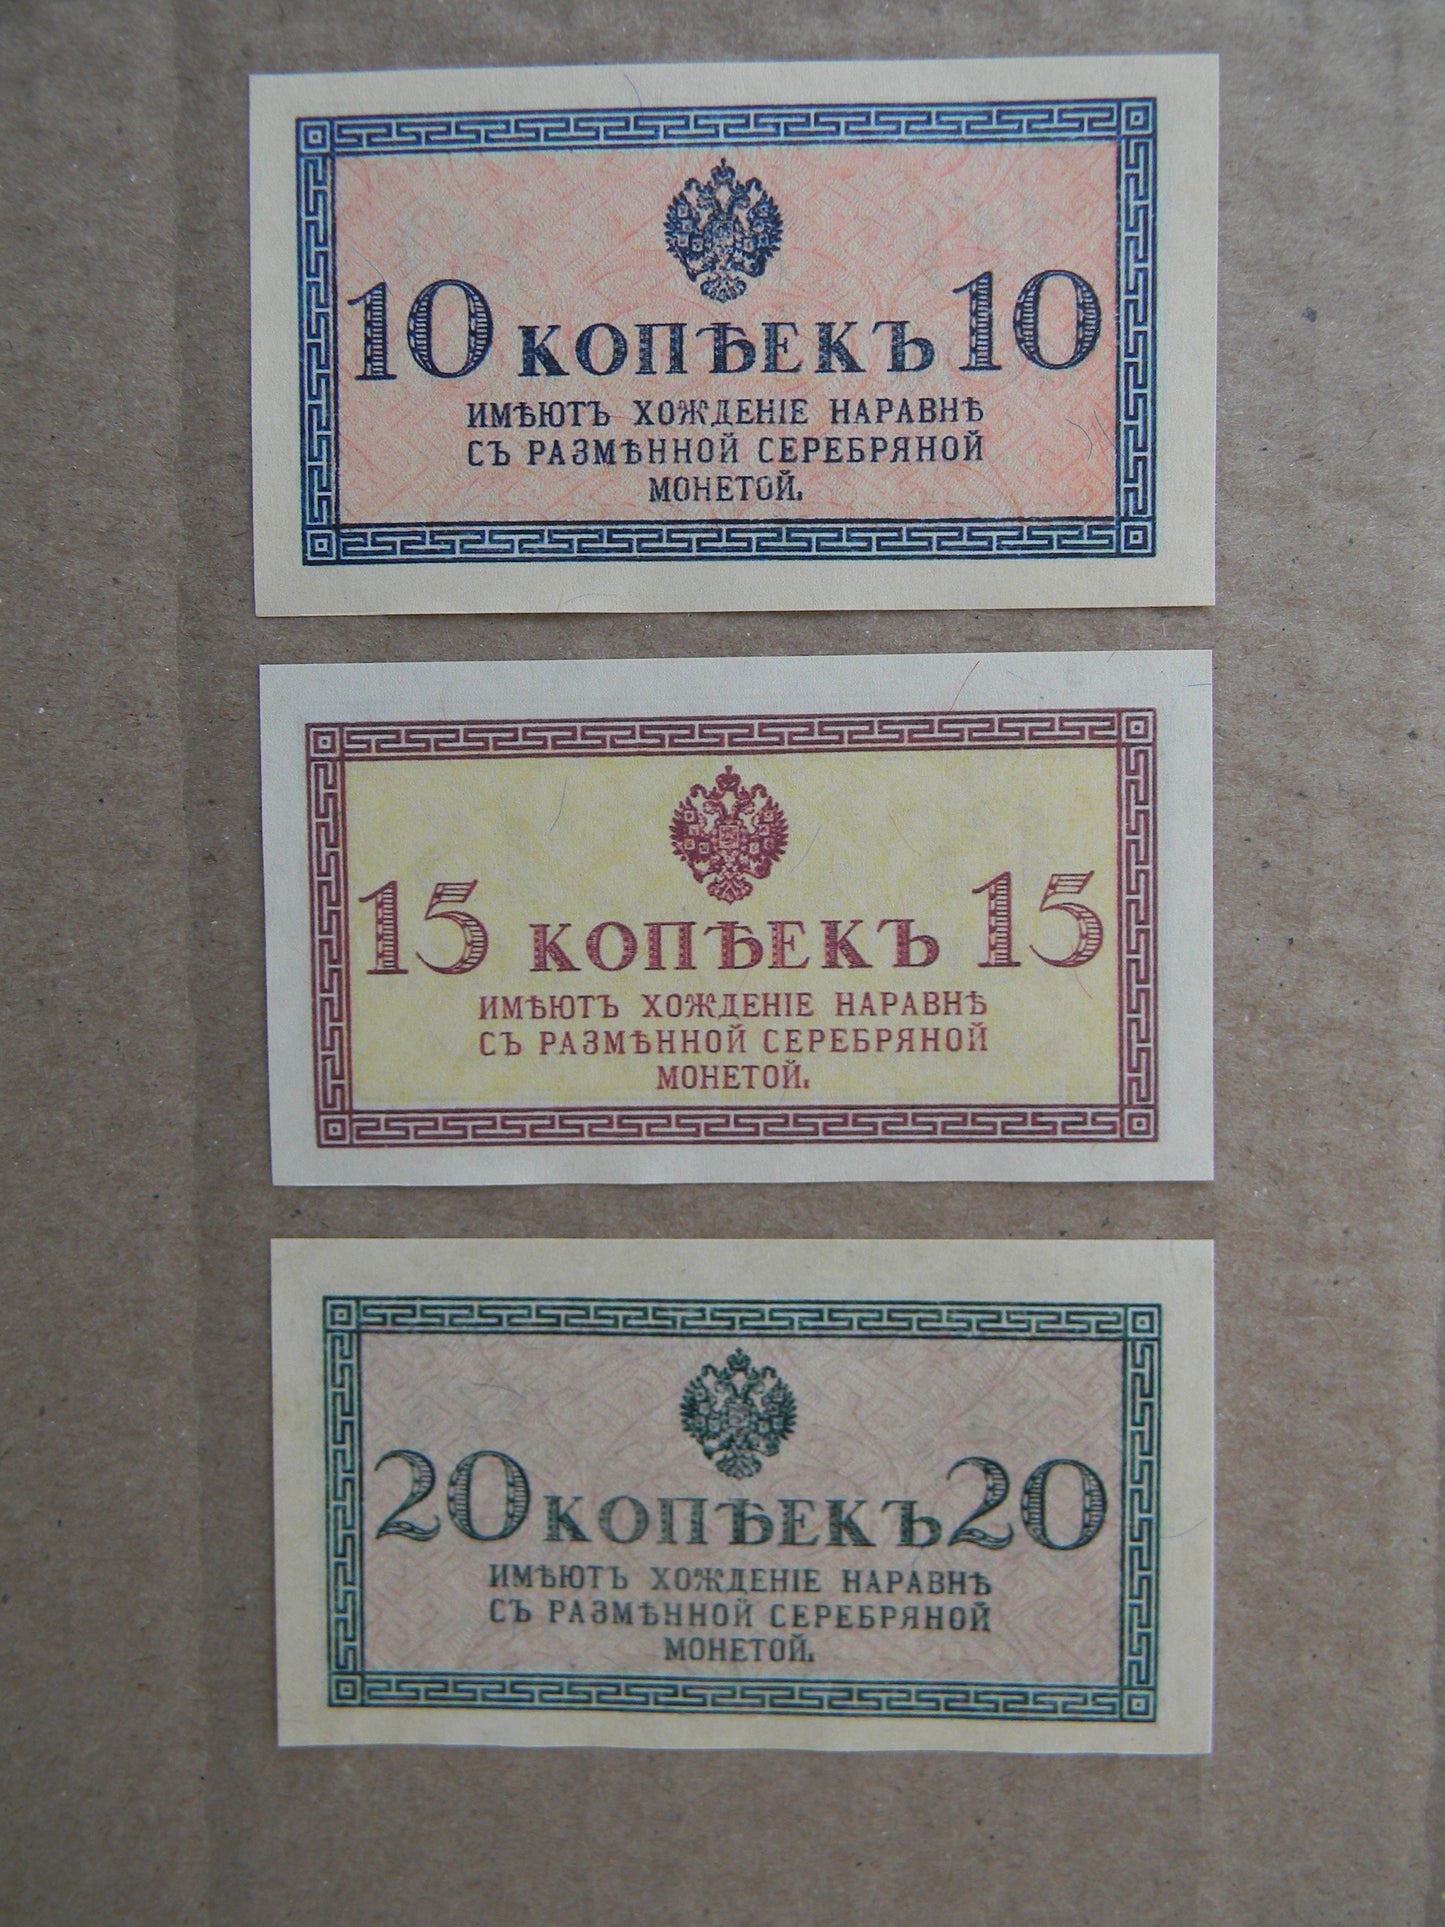 10 КОПѢЕКЪ 10
ИМѢЮТЪ ХОЖДЕНІЕ НАРАВНѢ
СЪ РАЗМѢННОЙ СЕРЕБРЯНОЙ
МОНЕТОЙ.
15 КОПѢЕКЪ 15
ИМѢЮТЪ ХОЖДЕНІЕ НАРАВНѢ
СЪ РАЗМѢННОЙ СЕРЕБРЯНОЙ
МОНЕТОЙ.
20 КОПѢЕКЪ 20
ИМѢЮТЪ ХОЖДЕНІЕ НАРАВНѢ
СЪ РАЗМѢННОЙ СЕРЕБРЯНОЙ
МОНЕТОЙ.